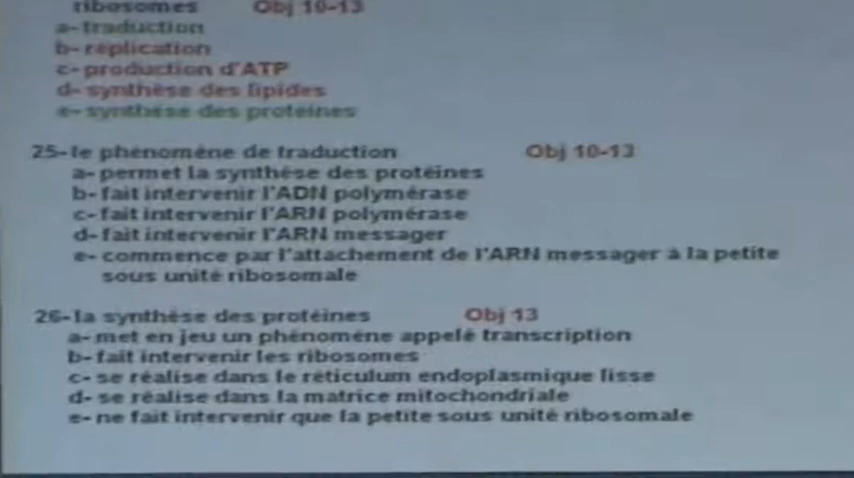 ribosomes Obj 10-13
a- traduction
b- réplication
c- production d'ATP
d- synthèse des lipides
e- synthèse des protéines
25- le phénomène de traduction Obj 10-13
a- permet la synthèse des protéines
b- fait intervenir l'ADN polymérase
c- fait intervenir l'ARN polymérase
d- fait intervenir l'ARN messager
e- commence par l'attachement de l'ARN messager à la petite
sous unité ribosomale
26- la synthèse des protéines Obj 13
a- met en jeu un phénomène appelé transcription
b- fait intervenir les ribosomes
c- se réalise dans le réticulum endoplasmique lisse
d- se réalise dans la matrice mitochondriale
e- ne fait intervenir que la petite sous unité ribosomale